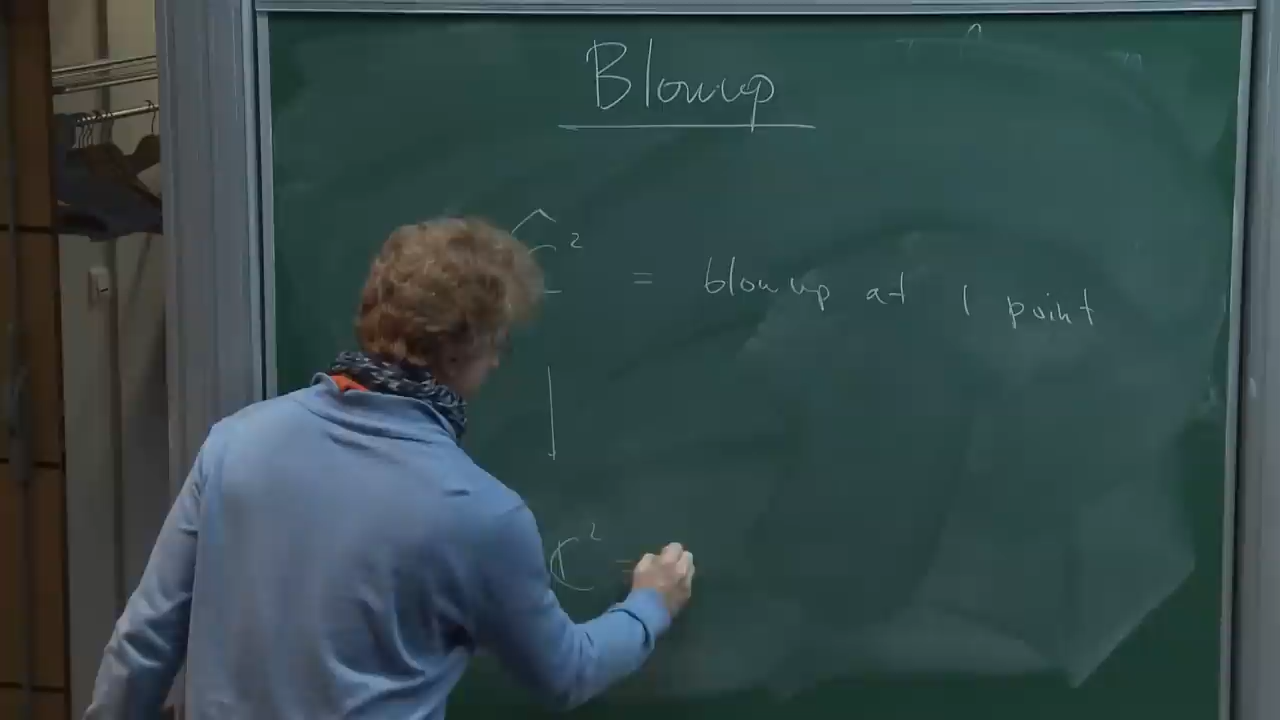 Blowup
ℂ̂² = blowup at 1 point
ℂ² =